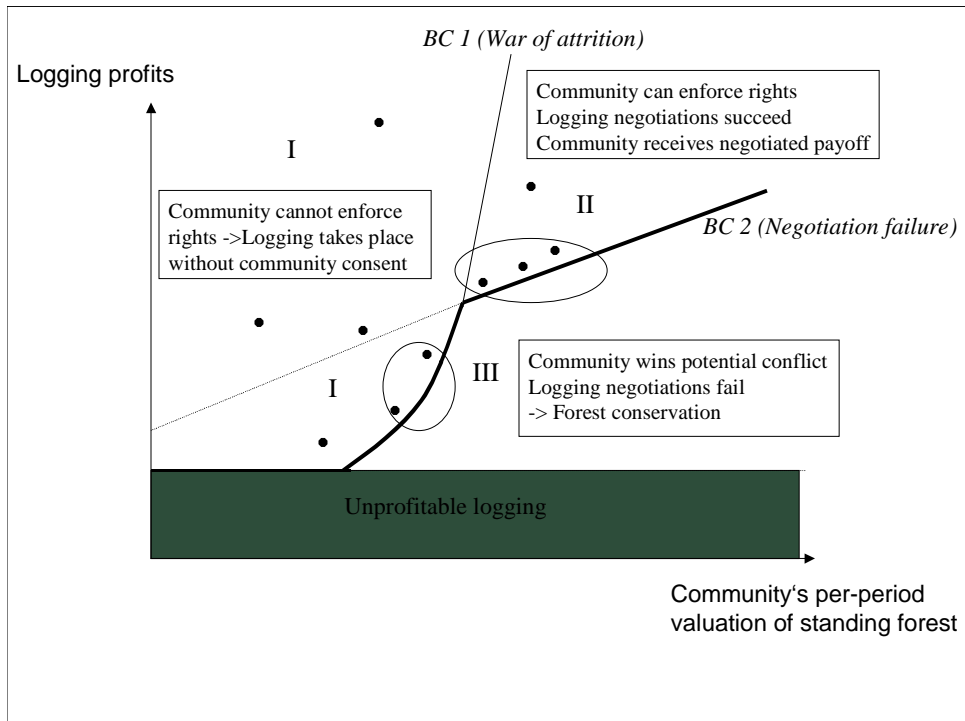 BC 1 (War of attrition)
Logging profits
Community can enforce rights
Logging negotiations succeed
Community receives negotiated payoff
I
II
Community cannot enforce
rights ->Logging takes place
without community consent
BC 2 (Negotiation failure)
I
III
Community wins potential conflict
Logging negotiations fail
-> Forest conservation
Unprofitable logging
Community‘s per-period
valuation of standing forest